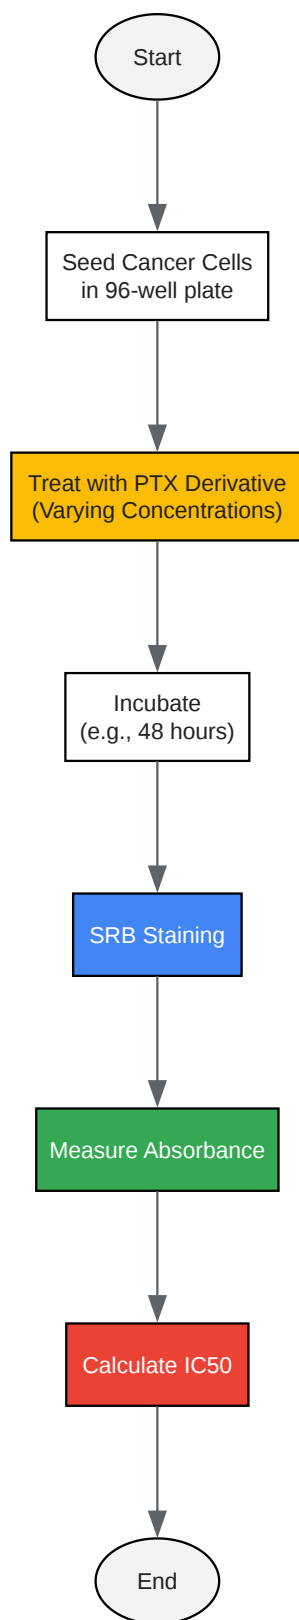 Start
Seed Cancer Cells
in 96-well plate
Treat with PTX Derivative
(Varying Concentrations)
Incubate
(e.g., 48 hours)
SRB Staining
Measure Absorbance
Calculate IC50
End